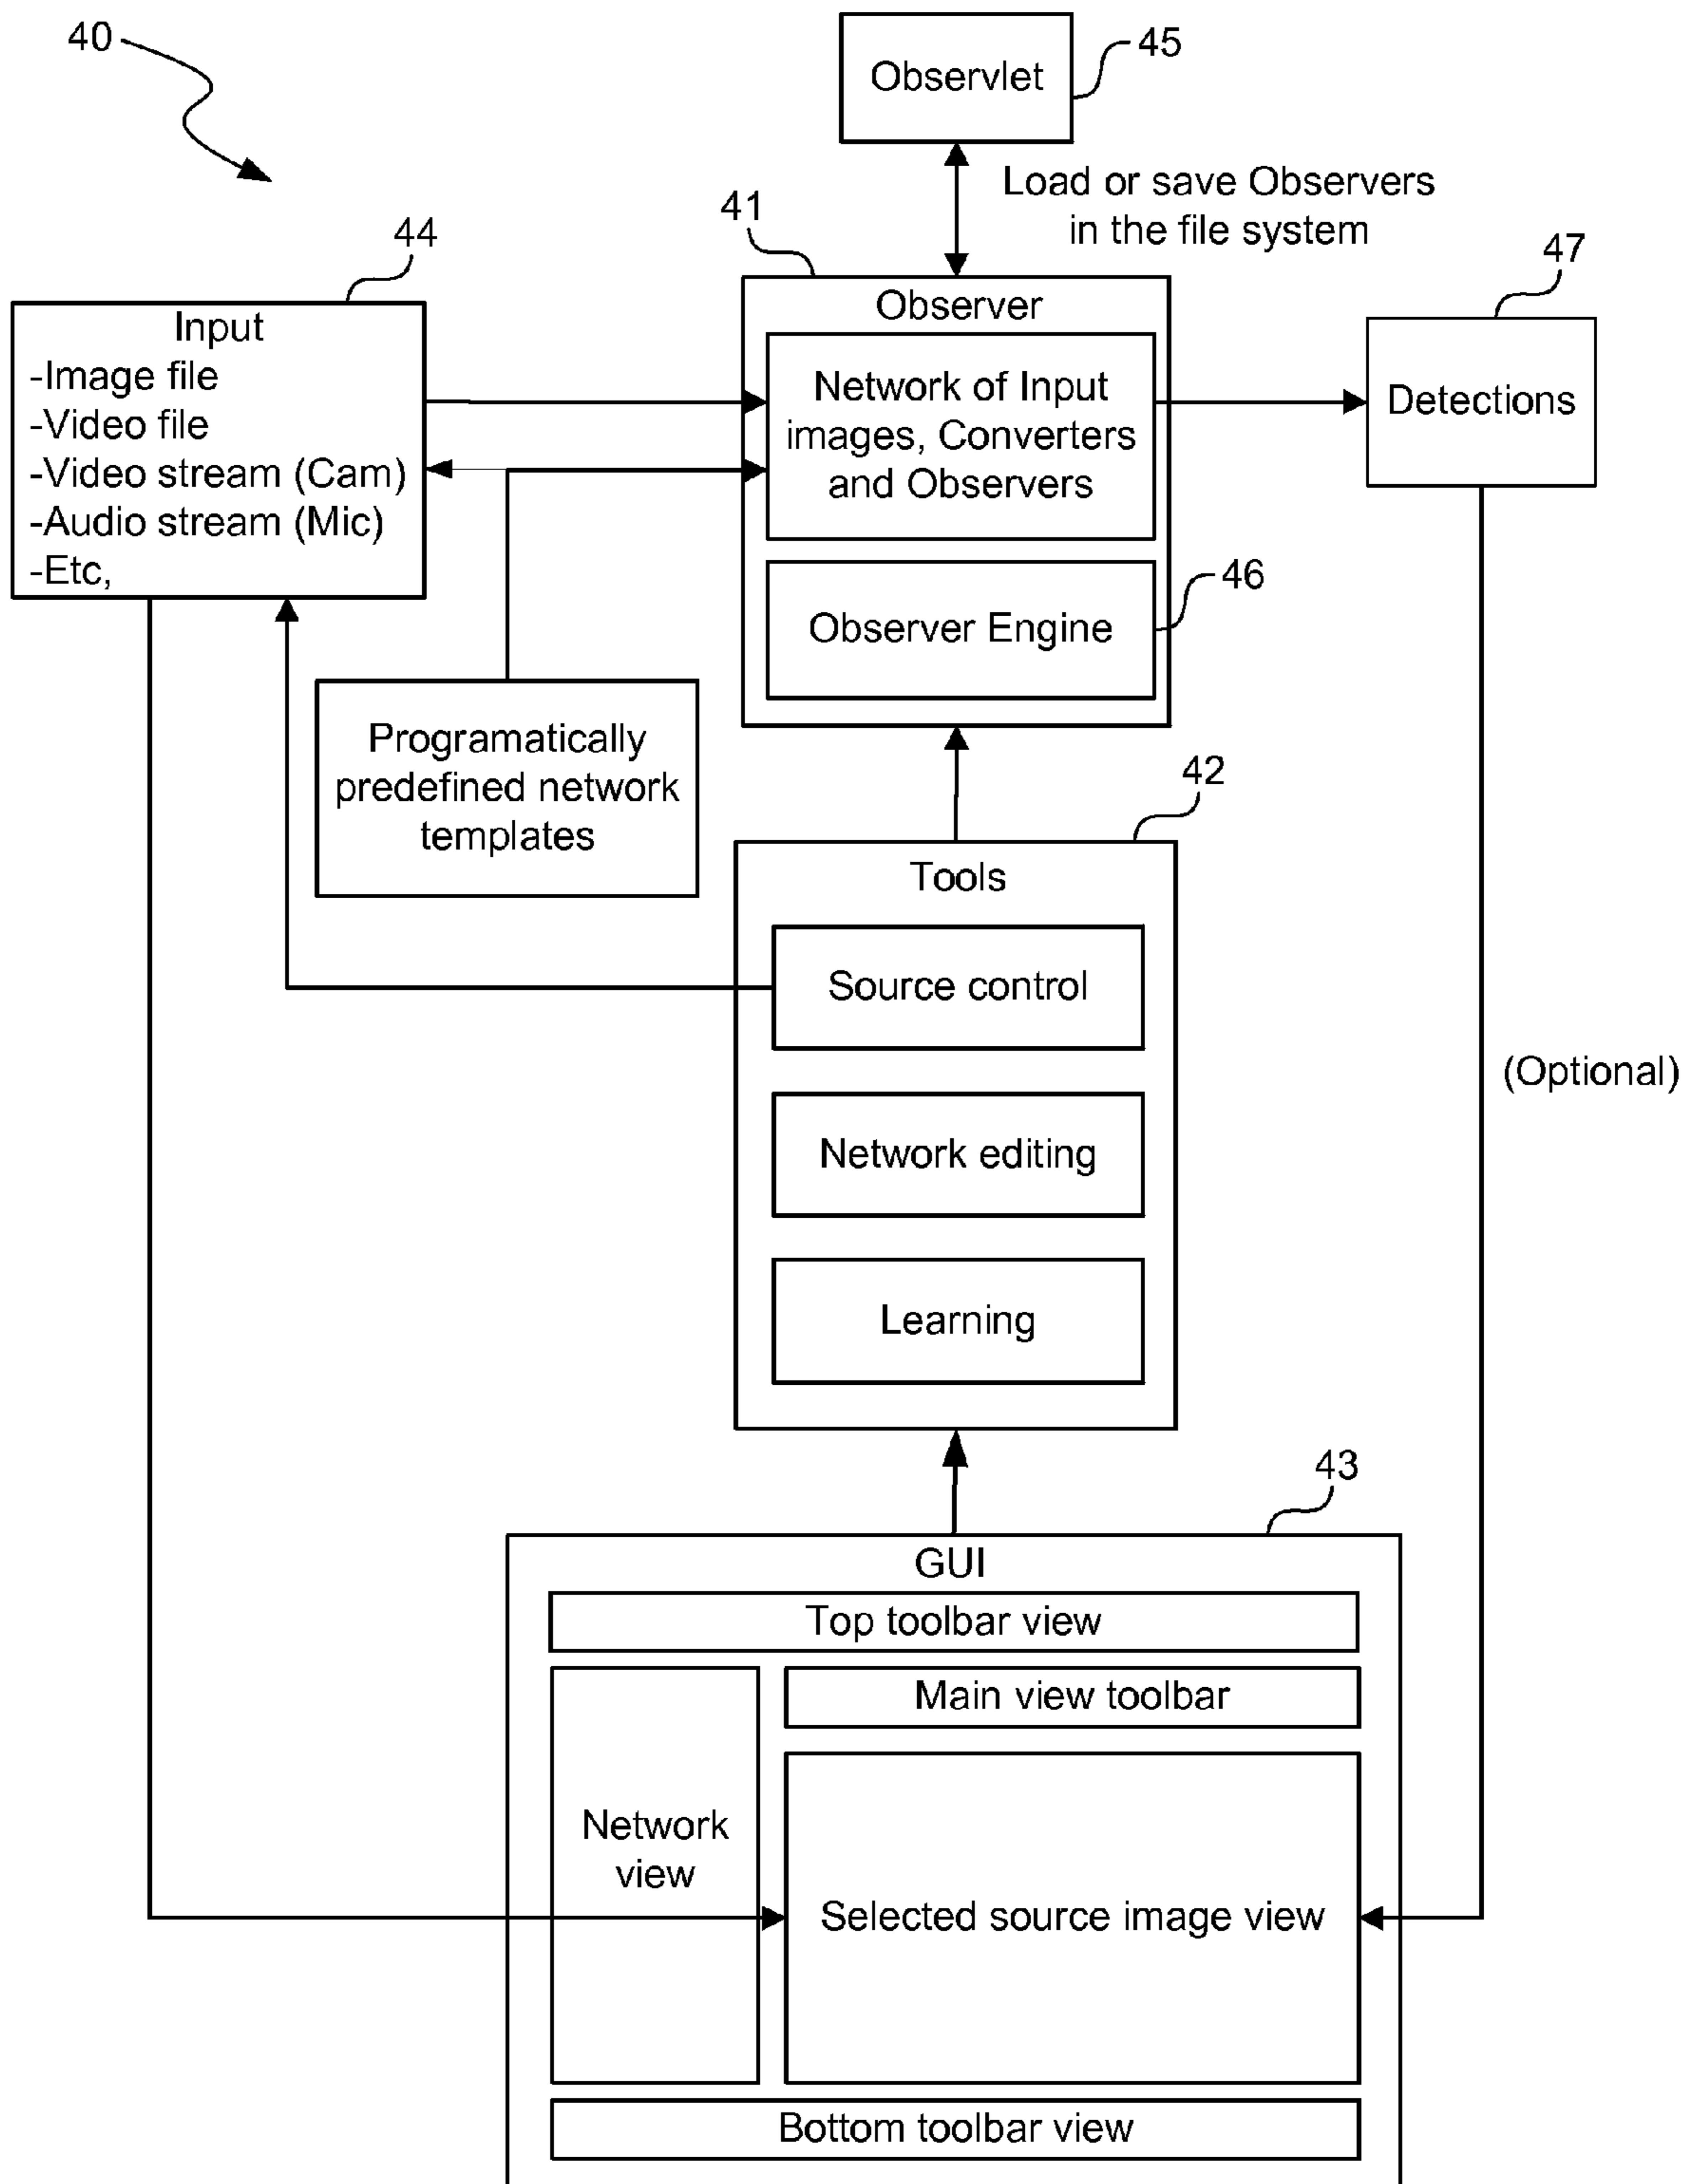 40
Observlet
45
Load or save Observers
in the file system
41
44
47
Input
-Image file
-Video file
-Video stream (Cam)
-Audio stream (Mic)
-Etc,
Observer
Network of Input
images, Converters
and Observers
Observer Engine
46
Detections
Programatically
predefined network
templates
42
Tools
Source control
Network editing
Learning
(Optional)
43
GUI
Top toolbar view
Main view toolbar
Network
view
Selected source image view
Bottom toolbar view